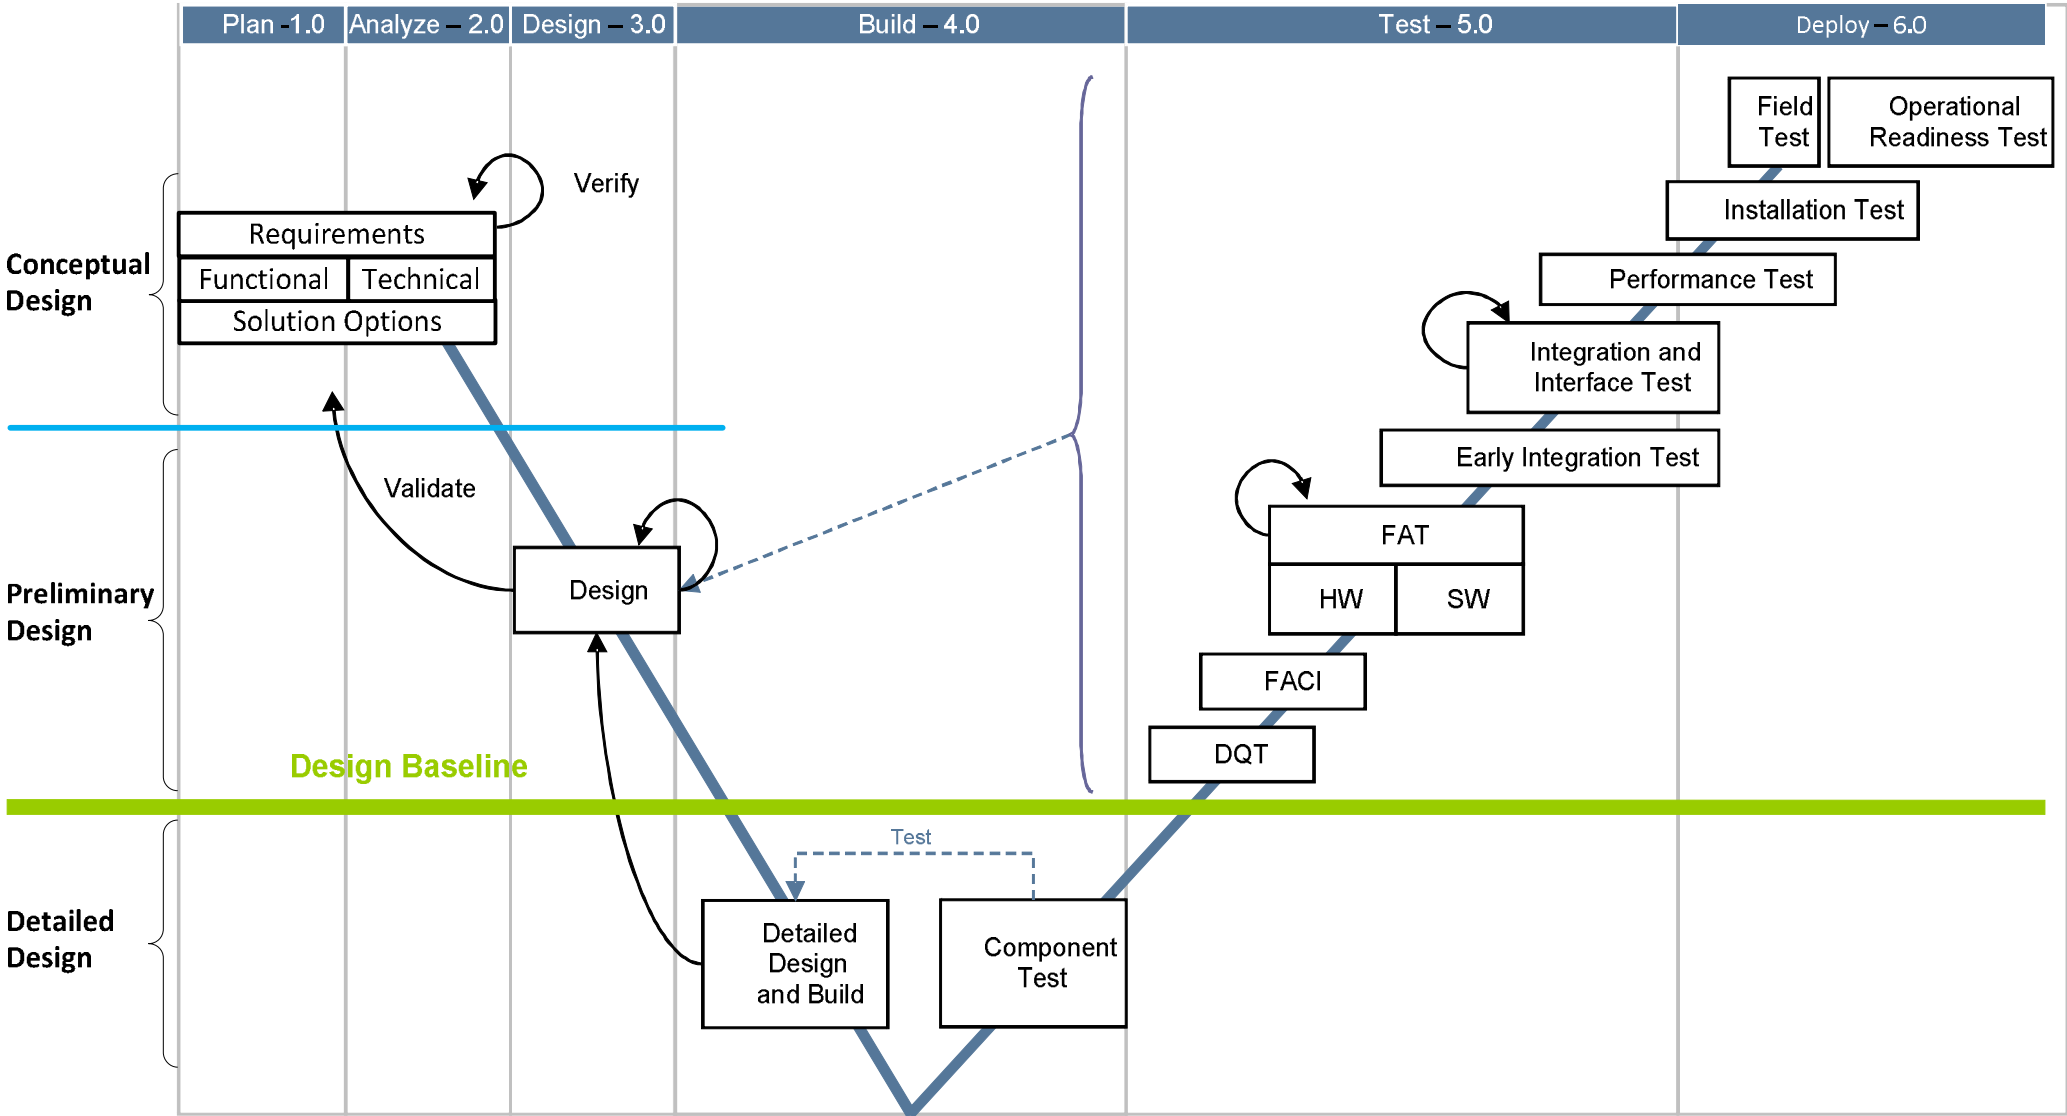 Plan -1.0
Analyze – 2.0
Design – 3.0
Build – 4.0
Test – 5.0
Deploy – 6.0
Field
Test
Operational
Readiness Test
Verify
Installation Test
Requirements
Conceptual
Design
Functional
Technical
Performance Test
Solution Options
Integration and
Interface Test
Early Integration Test
Validate
FAT
Preliminary
Design
Design
HW
SW
FACI
DQT
Design Baseline
Test
Detailed
Design
Detailed
Design
and Build
Component
Test